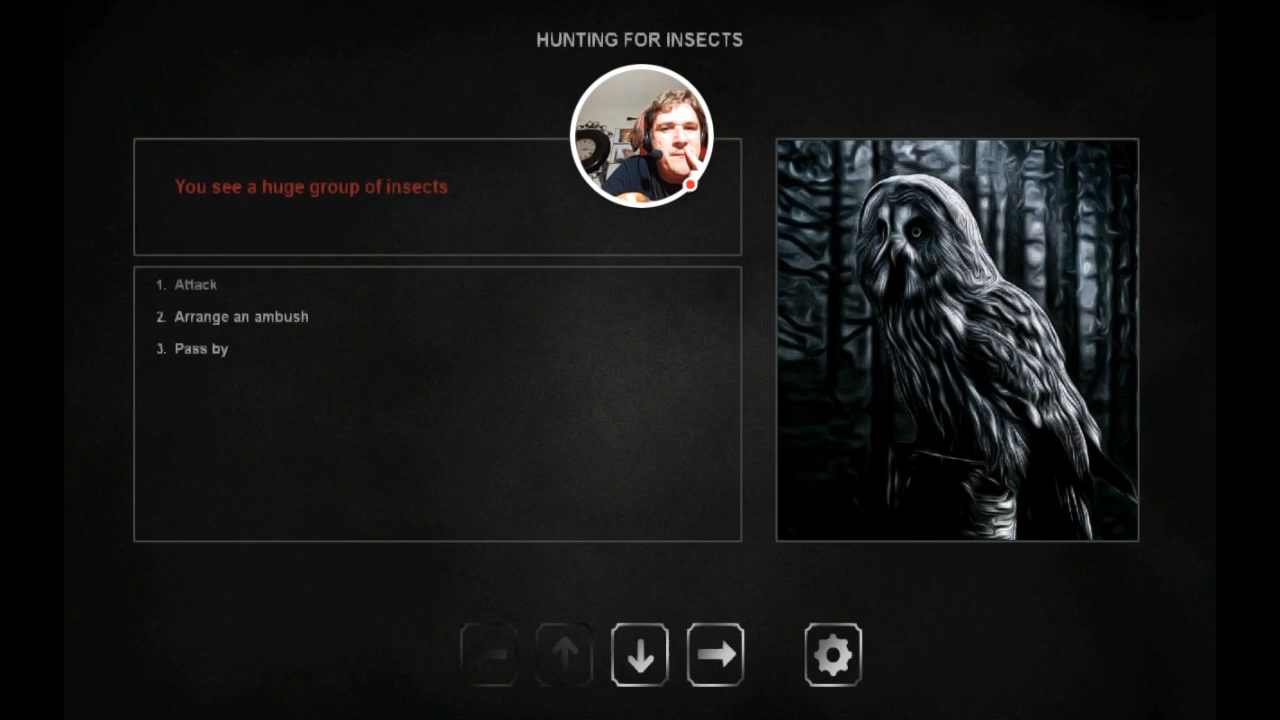 HUNTING FOR INSECTS
You see a huge group of insects
1. Attack
2. Arrange an ambush
3. Pass by